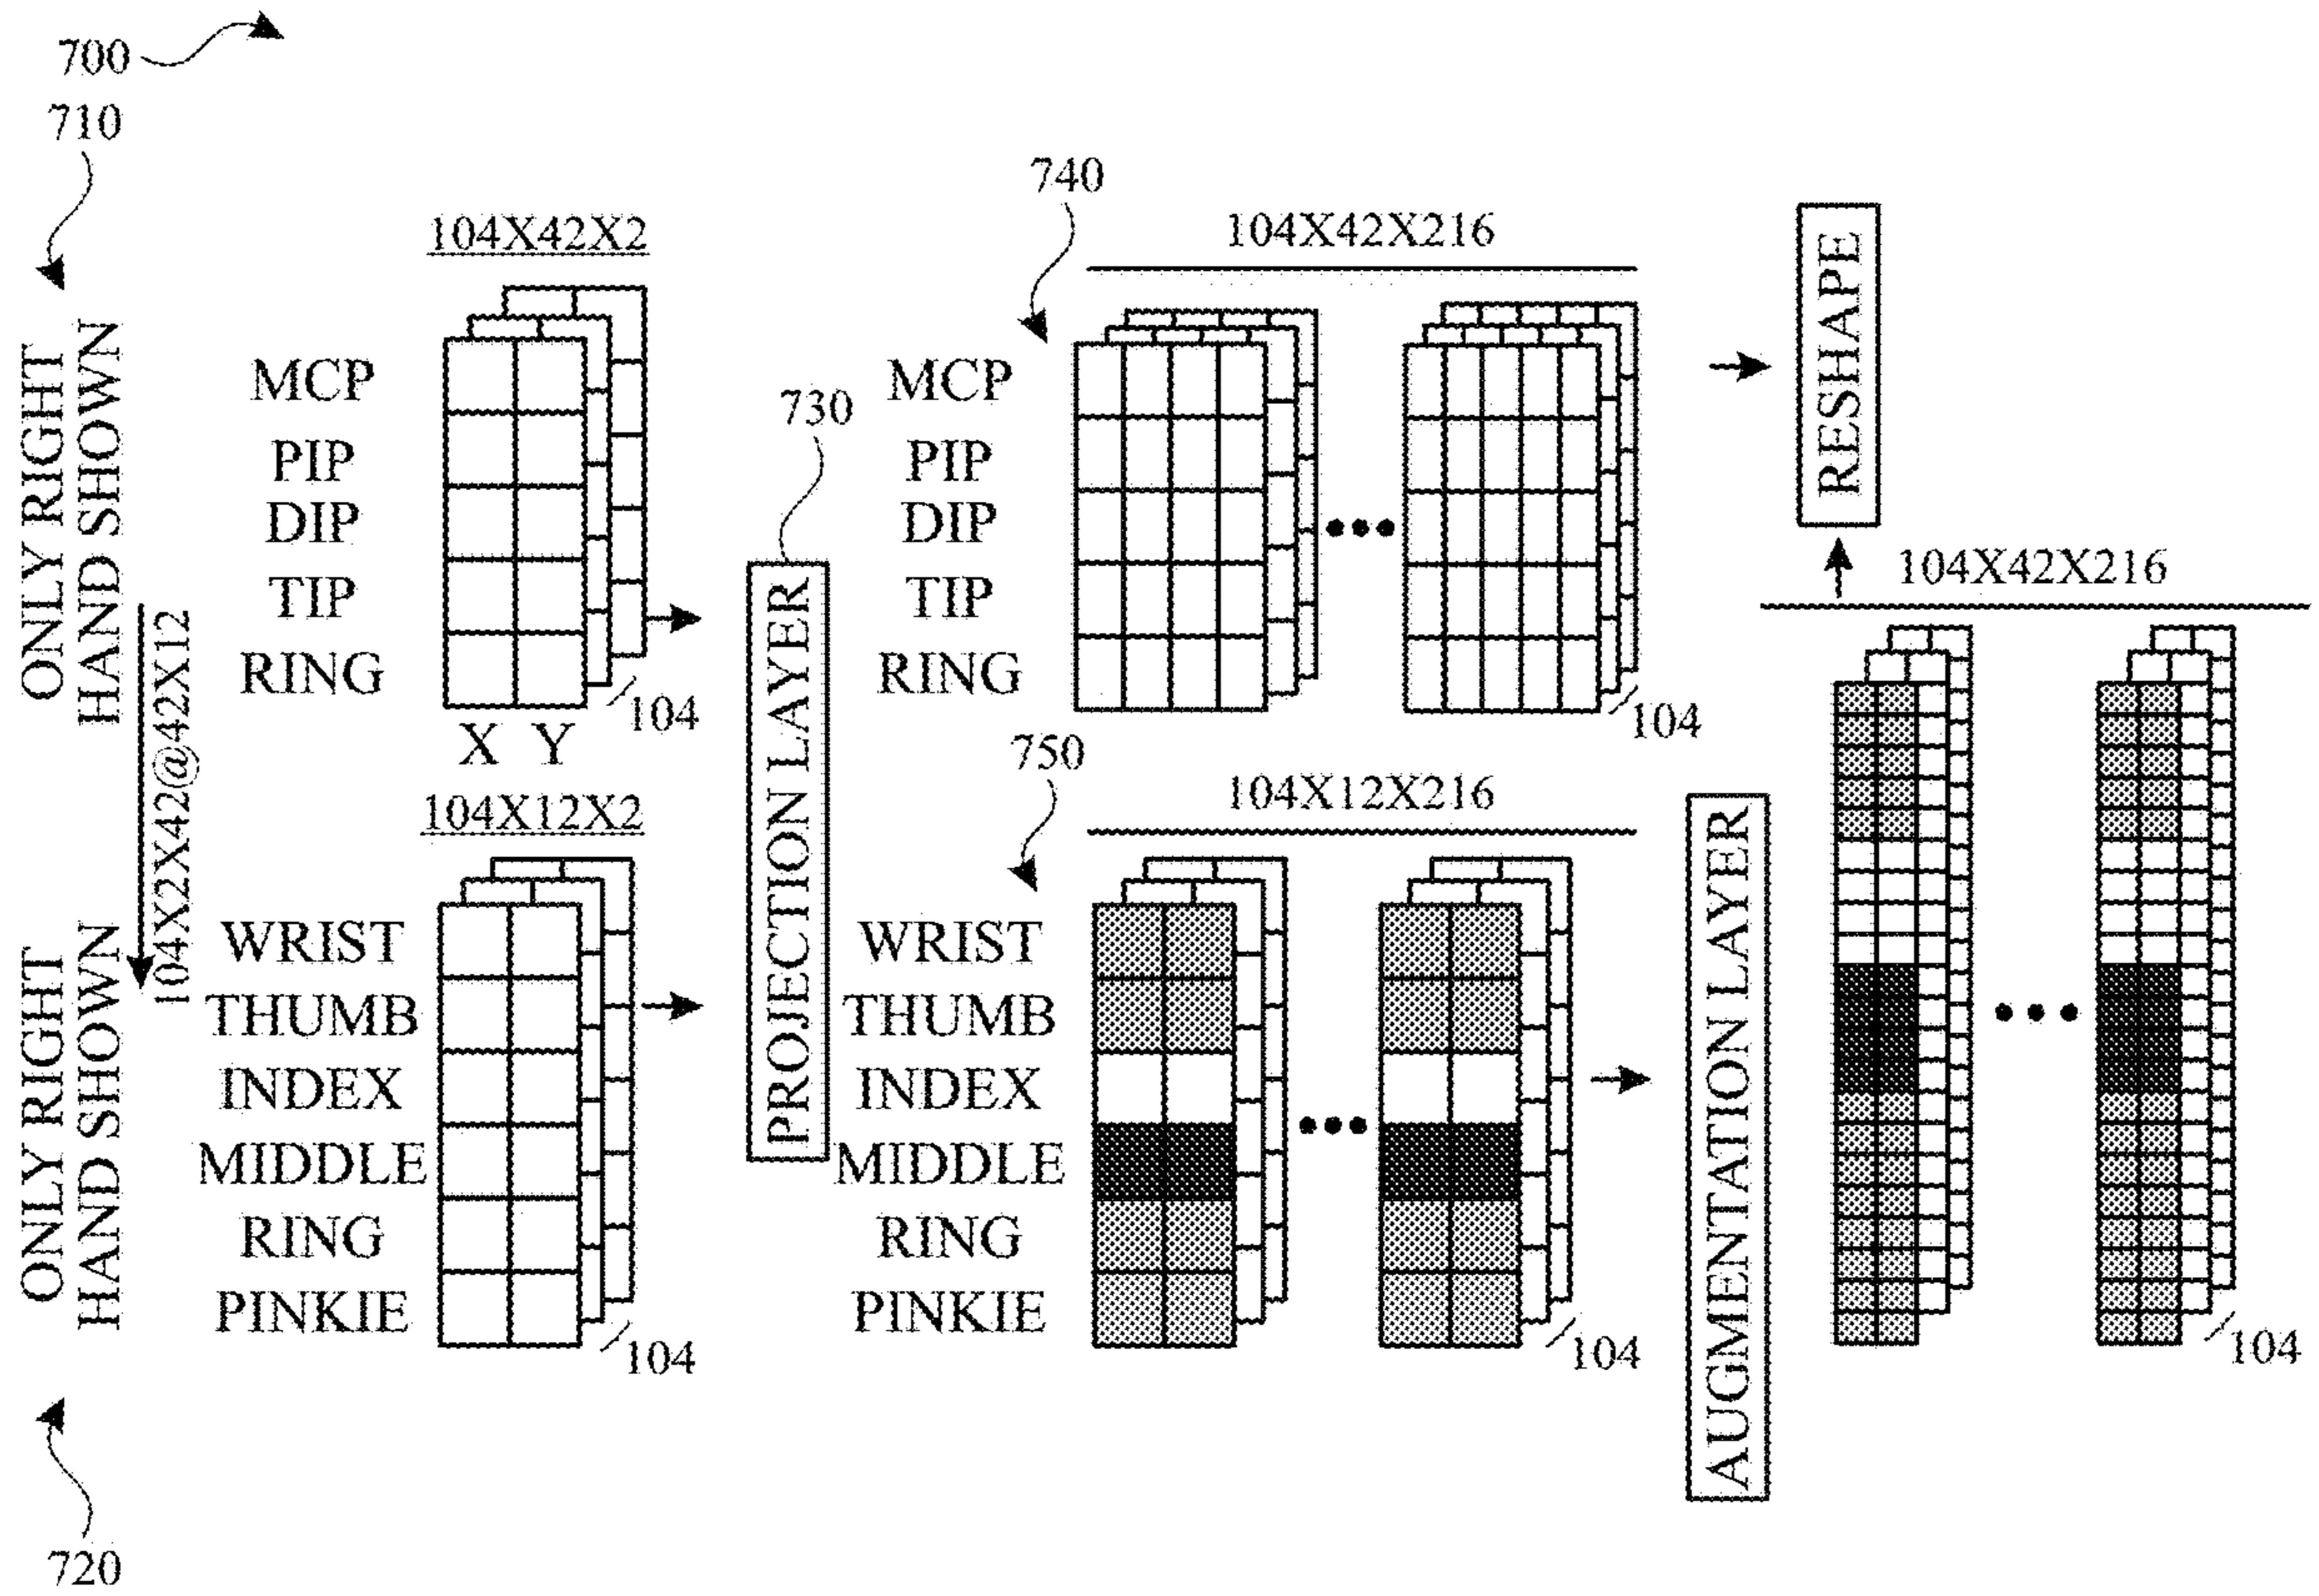 700
710
ONLY RIGHT
HAND SHOWN
104X42X2
MCP
PIP
DIP
TIP
RING
X Y
104
104X2X42@42X12
730
PROJECTION LAYER
740
104X42X216
MCP
PIP
DIP
TIP
RING
104
RESHAPE
ONLY RIGHT
HAND SHOWN
720
104X12X2
WRIST
THUMB
INDEX
MIDDLE
RING
PINKIE
104
750
104X12X216
WRIST
THUMB
INDEX
MIDDLE
RING
PINKIE
104
AUGMENTATION LAYER
104X42X216
104